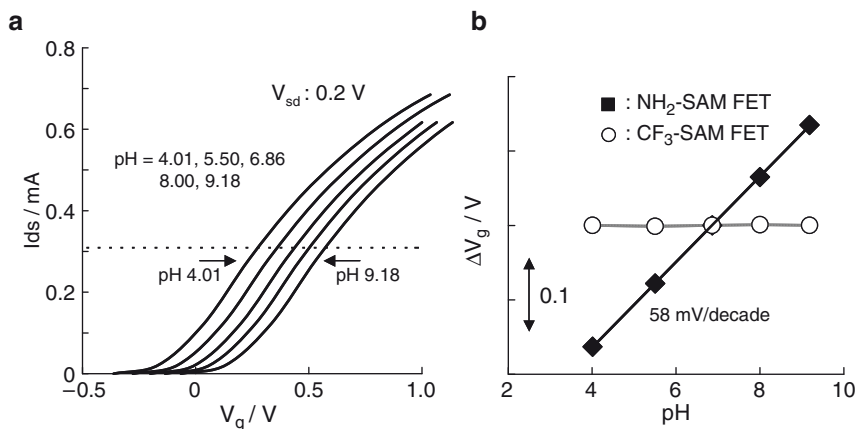 a
0.8
0.6
0.4
0.2
0
Ids / mA
V_sd : 0.2 V
pH = 4.01, 5.50, 6.86
8.00, 9.18
pH 4.01
pH 9.18
−0.5
0
0.5
1.0
V_g / V
b
ΔV_g / V
■ : NH₂-SAM FET
○ : CF₃-SAM FET
0.1
58 mV/decade
2
4
6
8
10
pH